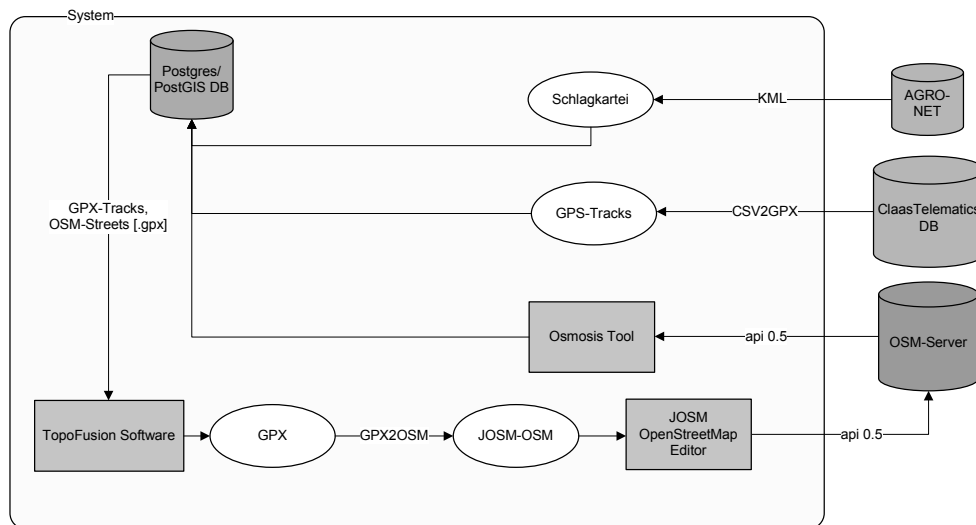 System
Postgres/
PostGIS DB
Schlagkartei
KML
AGRO-
NET
GPX-Tracks,
OSM-Streets [.gpx]
GPS-Tracks
CSV2GPX
ClaasTelematics
DB
Osmosis Tool
api 0.5
OSM-Server
TopoFusion Software
GPX
GPX2OSM
JOSM-OSM
JOSM
OpenStreetMap
Editor
api 0.5